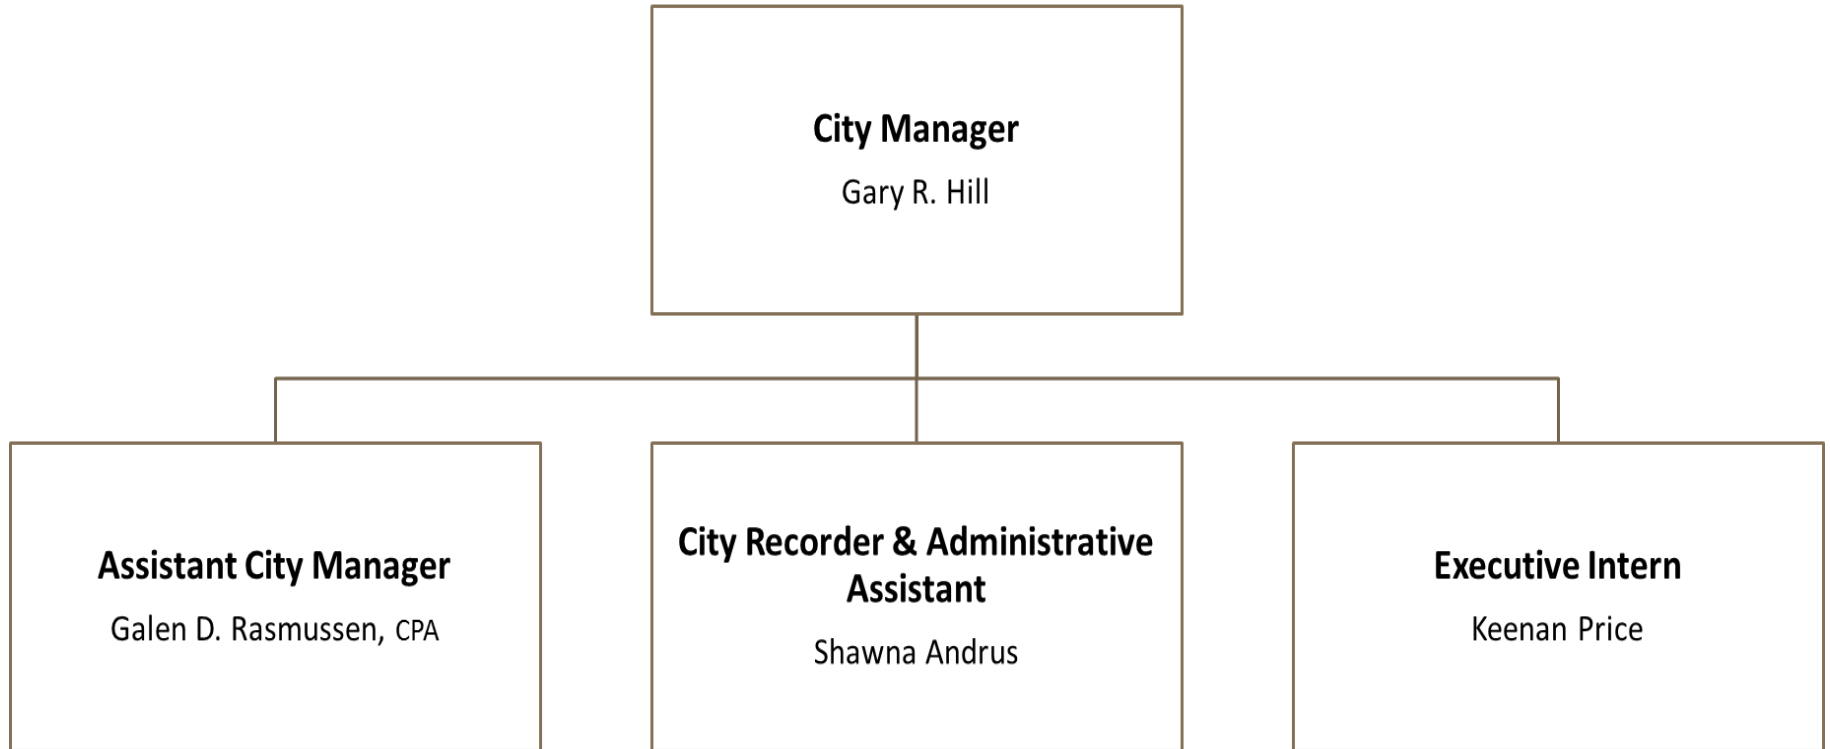 City Manager
Gary R. Hill
Assistant City Manager
Galen D. Rasmussen, CPA
City Recorder & Administrative
Assistant
Shawna Andrus
Executive Intern
Keenan Price